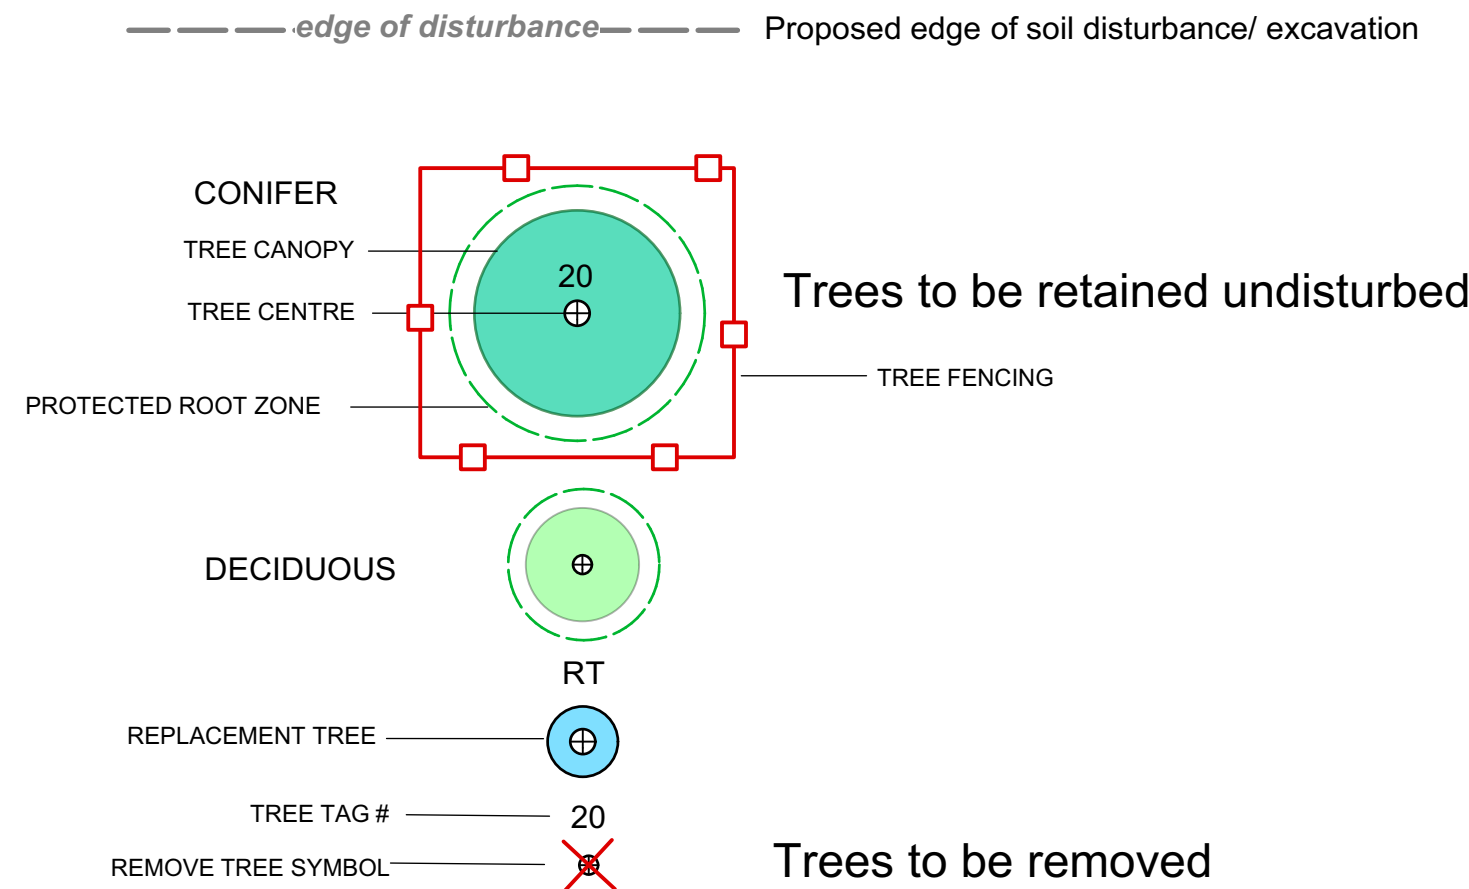 edge of disturbance Proposed edge of soil disturbance/ excavation
CONIFER
TREE CANOPY
20
TREE CENTRE
Trees to be retained undisturbed
TREE FENCING
PROTECTED ROOT ZONE
DECIDUOUS
RT
REPLACEMENT TREE
TREE TAG #
20
REMOVE TREE SYMBOL
Trees to be removed